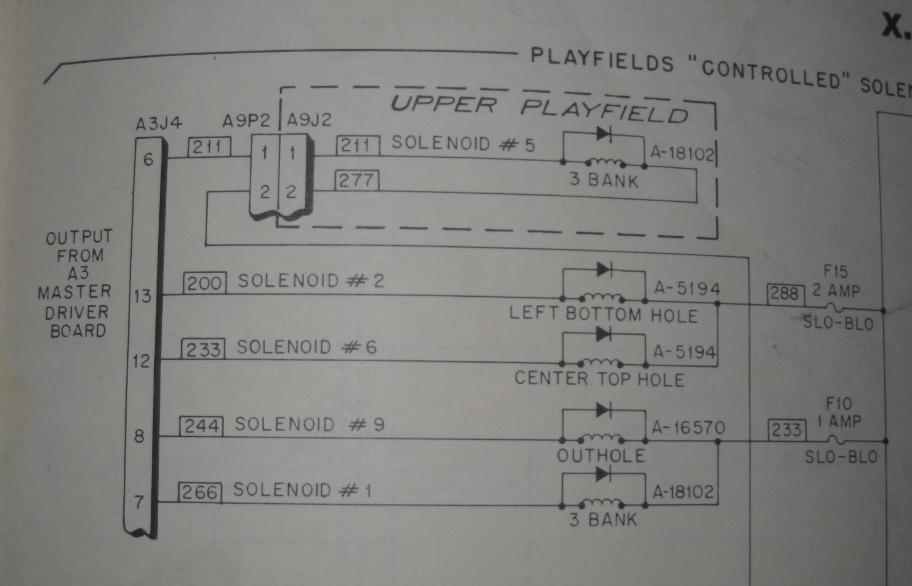 X.
PLAYFIELDS "CONTROLLED" SOLEN
UPPER PLAYFIELD
A3J4
A9P2
A9J2
6
211
1
1
211
SOLENOID #5
A-18102
3 BANK
2
2
277
OUTPUT
FROM
A3
MASTER
DRIVER
BOARD
13
200
SOLENOID #2
A-5194
LEFT BOTTOM HOLE
288
F15
2 AMP
SLO-BLO
12
233
SOLENOID #6
A-5194
CENTER TOP HOLE
8
244
SOLENOID #9
A-16570
OUTHOLE
233
F10
1 AMP
SLO-BLO
7
266
SOLENOID #1
A-18102
3 BANK